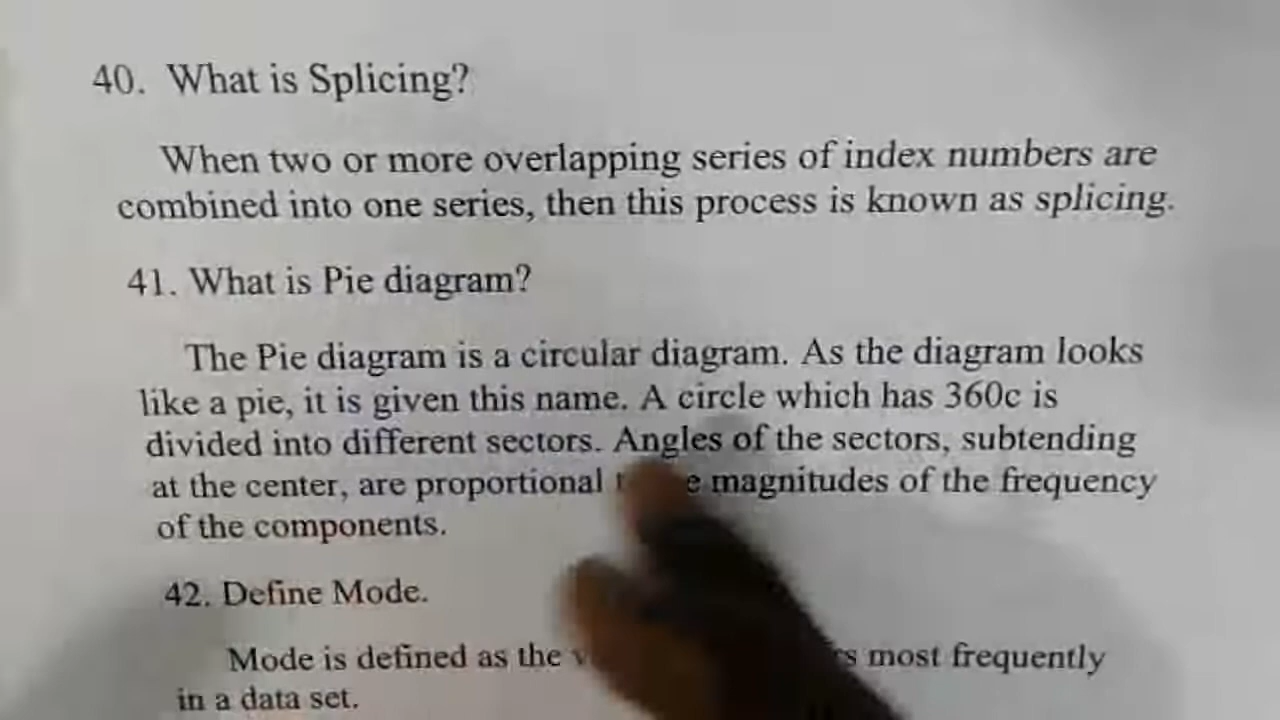 40. What is Splicing?
When two or more overlapping series of index numbers are
combined into one series, then this process is known as splicing.
41. What is Pie diagram?
The Pie diagram is a circular diagram. As the diagram looks
like a pie, it is given this name. A circle which has 360c is
divided into different sectors. Angles of the sectors, subtending
at the center, are proportional magnitudes of the frequency
of the components.
42. Define Mode.
Mode is defined as the most frequently
in a data set.